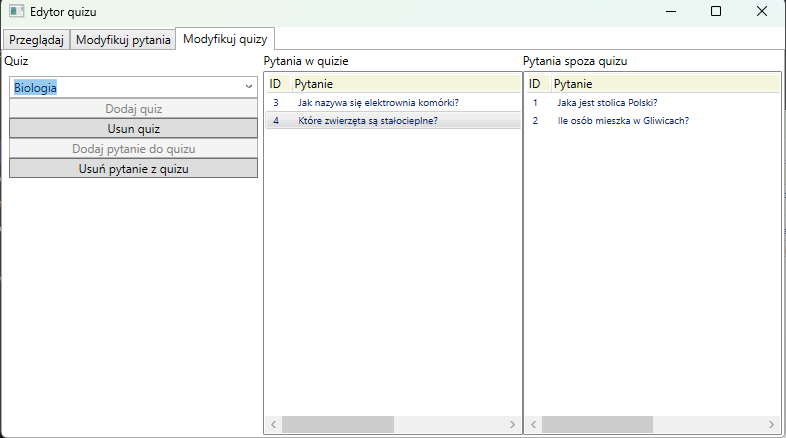 Edytor quizu
Przeglądaj Modyfikuj pytania Modyfikuj quizy
Quiz
Biologia
Dodaj quiz
Usun quiz
Dodaj pytanie do quizu
Usuń pytanie z quizu
Pytania w quizie
ID Pytanie
3 Jak nazywa się elektrownia komórki?
4 Które zwierzęta są stałocieplne?
Pytania spoza quizu
ID Pytanie
1 Jaka jest stolica Polski?
2 Ile osób mieszka w Gliwicach?